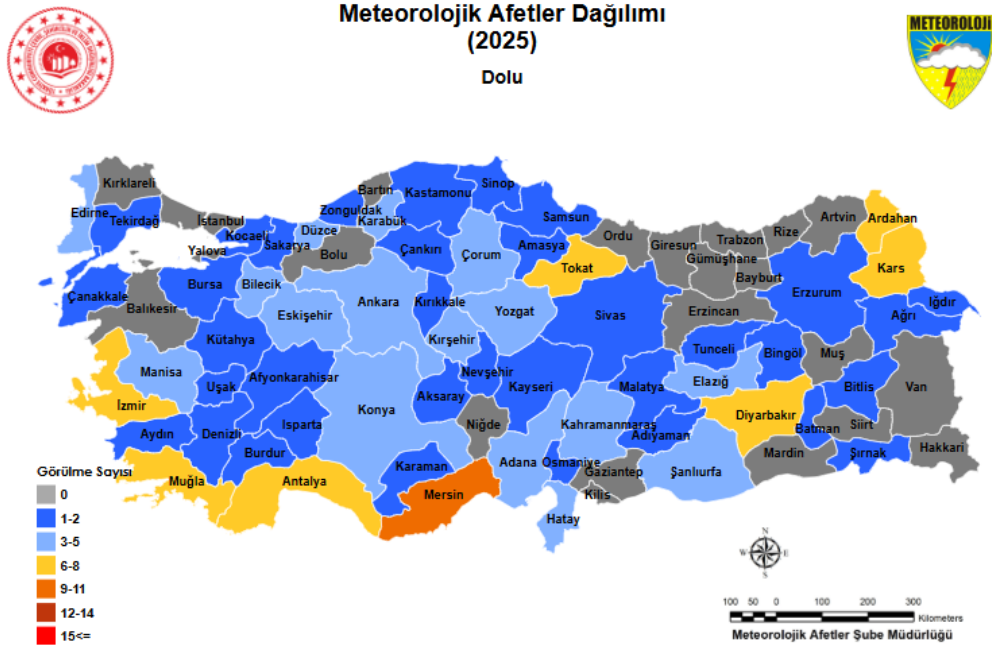 Meteorolojik Afetler Dağılımı
(2025)
Dolu
METEOROLOJİ
Kırklareli
Edirne
Tekirdağ
İstanbul
Yalova
Kocaeli
Sakarya
Düzce
Zonguldak
Bartın
Karabük
Kastamonu
Sinop
Bolu
Çankırı
Çorum
Samsun
Amasya
Tokat
Ordu
Giresun
Trabzon
Gümüşhane
Bayburt
Rize
Artvin
Ardahan
Kars
Çanakkale
Balıkesir
Bursa
Bilecik
Eskişehir
Ankara
Kırıkkale
Yozgat
Sivas
Erzincan
Erzurum
Iğdır
Ağrı
Kütahya
Kırşehir
Manisa
Uşak
Afyonkarahisar
Nevşehir
Kayseri
Malatya
Tunceli
Elazığ
Bingöl
Muş
Bitlis
Van
İzmir
Aydın
Denizli
Isparta
Burdur
Konya
Aksaray
Niğde
Kahramanmaraş
Adıyaman
Diyarbakır
Batman
Siirt
Şırnak
Hakkari
Mardin
Şanlıurfa
Muğla
Antalya
Karaman
Mersin
Adana
Osmaniye
Gaziantep
Kilis
Hatay
Görülme Sayısı
0
1-2
3-5
6-8
9-11
12-14
15<=
N
W
E
S
100 50 0 100 200 300
Kilometers
Meteorolojik Afetler Şube Müdürlüğü